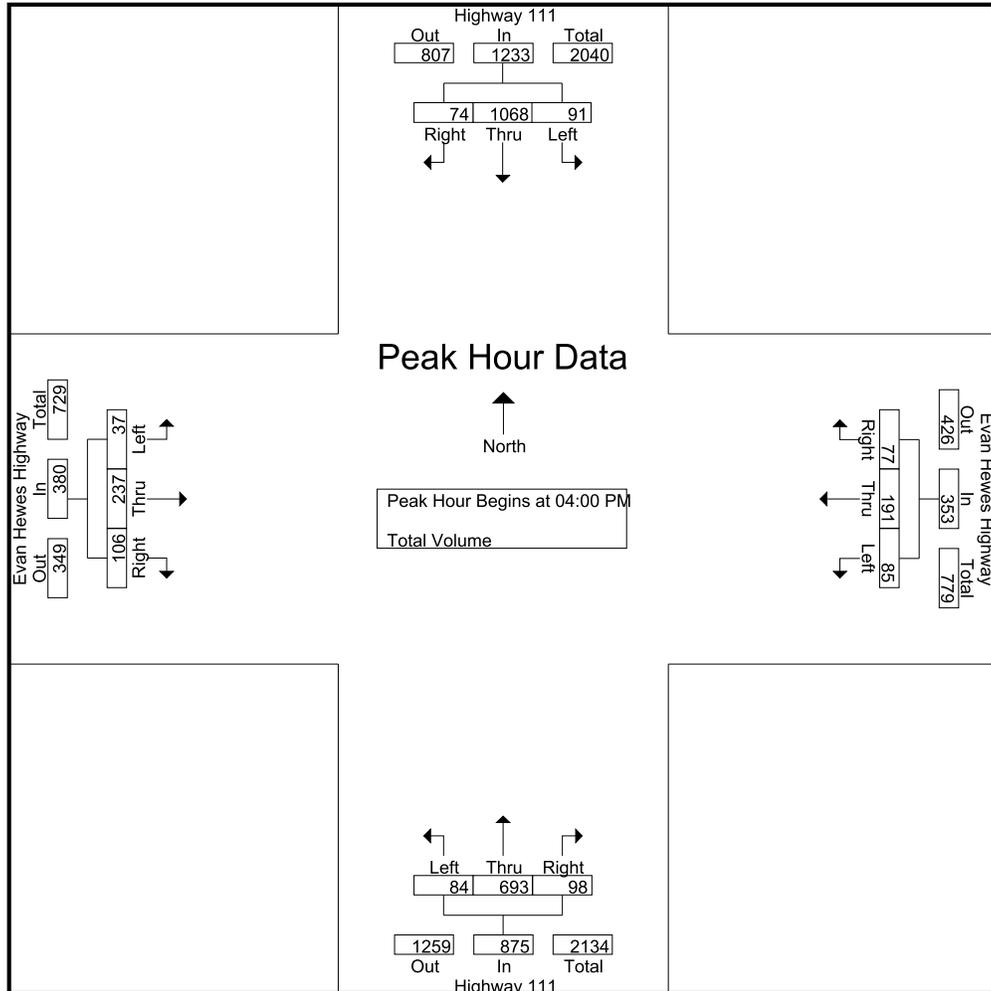 Highway 111
Out In Total
807 1233 2040
74 1068 91
Right Thru Left
Peak Hour Data
North
Peak Hour Begins at 04:00 PM
Total Volume
Evan Hewes Highway
Out In Total
349 380 729
106 237 37
Right Thru Left
Evan Hewes Highway
Out In Total
426 353 779
77 191 85
Right Thru Left
Left Thru Right
84 693 98
1259 875 2134
Out In Total
Highway 111